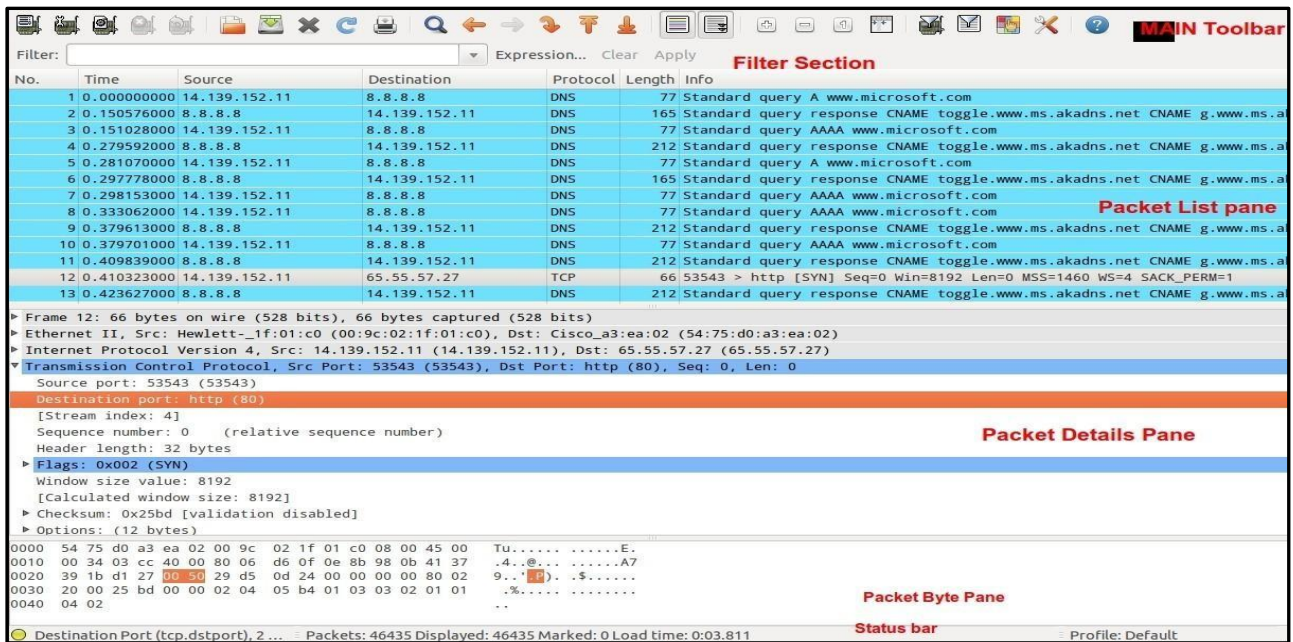 MAIN Toolbar
Filter: Expression... Clear Apply
Filter Section
No. Time Source Destination Protocol Length Info
1 0.000000000 14.139.152.11 8.8.8.8 DNS 77 Standard query A www.microsoft.com
2 0.150576000 8.8.8.8 14.139.152.11 DNS 165 Standard query response CNAME toggle.www.ms.akadns.net CNAME g.www.ms.a
3 0.151028000 14.139.152.11 8.8.8.8 DNS 77 Standard query AAAA www.microsoft.com
4 0.279592000 8.8.8.8 14.139.152.11 DNS 212 Standard query response CNAME toggle.www.ms.akadns.net CNAME g.www.ms.a
5 0.281070000 14.139.152.11 8.8.8.8 DNS 77 Standard query A www.microsoft.com
6 0.297778000 8.8.8.8 14.139.152.11 DNS 165 Standard query response CNAME toggle.www.ms.akadns.net CNAME g.www.ms.a
7 0.298153000 14.139.152.11 8.8.8.8 DNS 77 Standard query AAAA www.microsoft.com
8 0.333062000 14.139.152.11 8.8.8.8 DNS 77 Standard query AAAA www.microsoft.com
Packet List pane
9 0.379613000 8.8.8.8 14.139.152.11 DNS 212 Standard query response CNAME toggle.www.ms.akadns.net CNAME g.www.ms.a
10 0.379701000 14.139.152.11 8.8.8.8 DNS 77 Standard query AAAA www.microsoft.com
11 0.409839000 8.8.8.8 14.139.152.11 DNS 212 Standard query response CNAME toggle.www.ms.akadns.net CNAME g.www.ms.a
12 0.410323000 14.139.152.11 65.55.57.27 TCP 66 53543 > http [SYN] Seq=0 Win=8192 Len=0 MSS=1460 WS=4 SACK_PERM=1
13 0.423627000 8.8.8.8 14.139.152.11 DNS 212 Standard query response CNAME toggle.www.ms.akadns.net CNAME g.www.ms.a
Frame 12: 66 bytes on wire (528 bits), 66 bytes captured (528 bits)
Ethernet II, Src: Hewlett-_1f:01:c0 (00:9c:02:1f:01:c0), Dst: Cisco_a3:ea:02 (54:75:d0:a3:ea:02)
Internet Protocol Version 4, Src: 14.139.152.11 (14.139.152.11), Dst: 65.55.57.27 (65.55.57.27)
Transmission Control Protocol, Src Port: 53543 (53543), Dst Port: http (80), Seq: 0, Len: 0
Source port: 53543 (53543)
Destination port: http (80)
[Stream index: 4]
Sequence number: 0 (relative sequence number)
Packet Details Pane
Header length: 32 bytes
Flags: 0x002 (SYN)
Window size value: 8192
[Calculated window size: 8192]
Checksum: 0x25bd [validation disabled]
Options: (12 bytes)
0000 54 75 d0 a3 ea 02 00 9c 02 1f 01 c0 08 00 45 00 Tu...... ......E.
0010 00 34 03 cc 40 00 80 06 d6 0f 0e 8b 98 0b 41 37 .4..@... ......A7
0020 39 1b d1 27 00 50 29 d5 0d 24 00 00 00 00 80 02 9..'.P). .$......
0030 20 00 25 bd 00 00 02 04 05 b4 01 03 03 02 01 01 .%..... ........
0040 04 02 ..
Packet Byte Pane
Status bar
Destination Port (tcp.dstport), 2 ... Packets: 46435 Displayed: 46435 Marked: 0 Load time: 0:03.811 Profile: Default